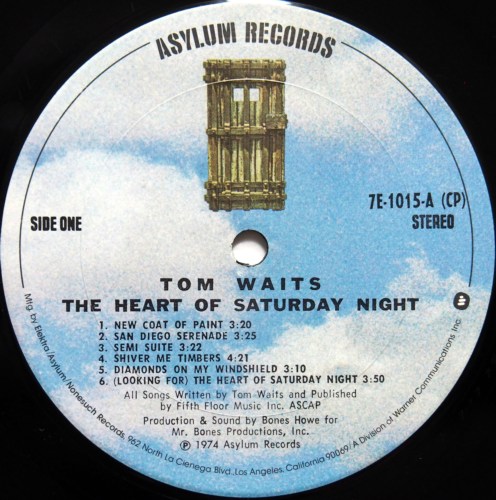 ASYLUM RECORDS
7E-1015-A (CP)
SIDE ONE
STEREO
TOM WAITS
THE HEART OF SATURDAY NIGHT
1. NEW COAT OF PAINT 3:20
2. SAN DIEGO SERENADE 3:25
3. SEMI SUITE 3:22
4. SHIVER ME TIMBERS 4:21
5. DIAMONDS ON MY WINDSHIELD 3:10
6. (LOOKING FOR) THE HEART OF SATURDAY NIGHT 3:50
All Songs Written by Tom Waits and Published
by Fifth Floor Music Inc. ASCAP
Production & Sound by Bones Howe for
Mr. Bones Productions, Inc.
℗ 1974 Asylum Records
Mfg. by Elektra/Asylum/Nonesuch Records, 962 North La Cienega Blvd., Los Angeles, California 90069/A Division of Warner Communications Inc.